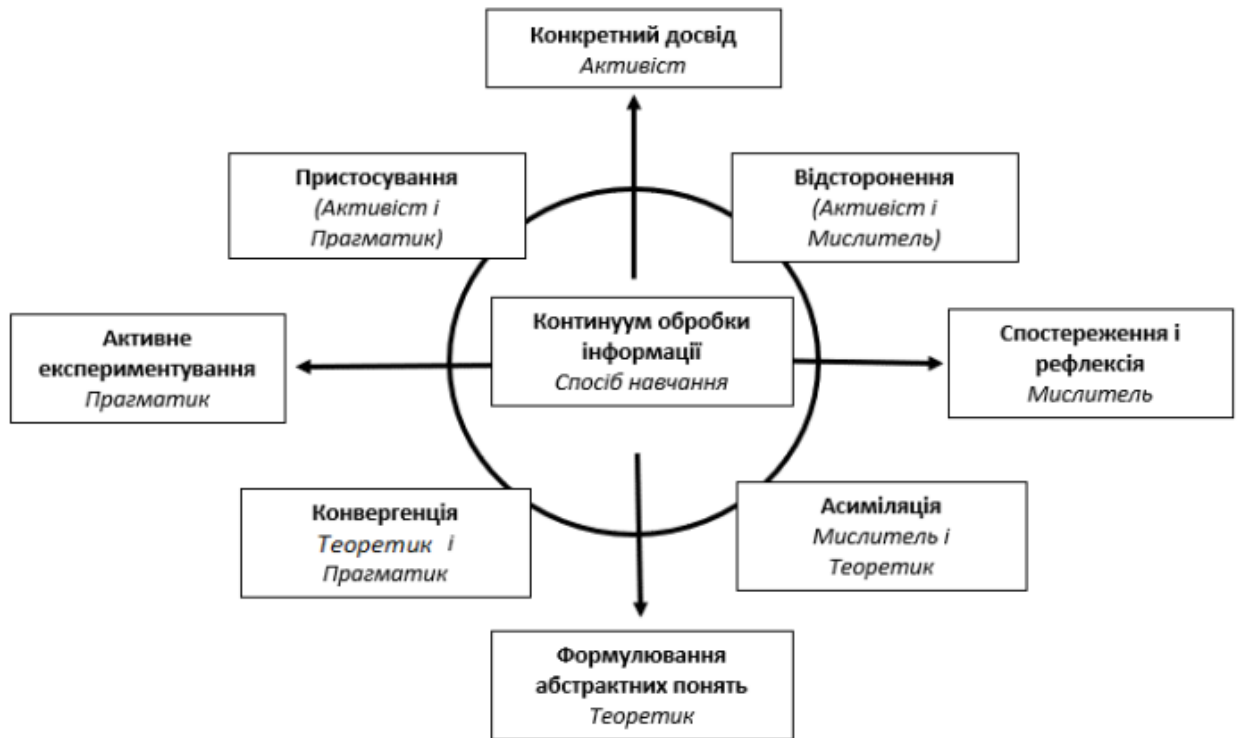 Конкретний досвід
Активіст
Пристосування
(Активіст і
Прагматик)
Відсторонення
(Активіст і
Мислитель)
Активне
експериментування
Прагматик
Континуум обробки
інформації
Спосіб навчання
Спостереження і
рефлексія
Мислитель
Конвергенція
Теоретик і
Прагматик
Асиміляція
Мислитель і
Теоретик
Формулювання
абстрактних понять
Теоретик